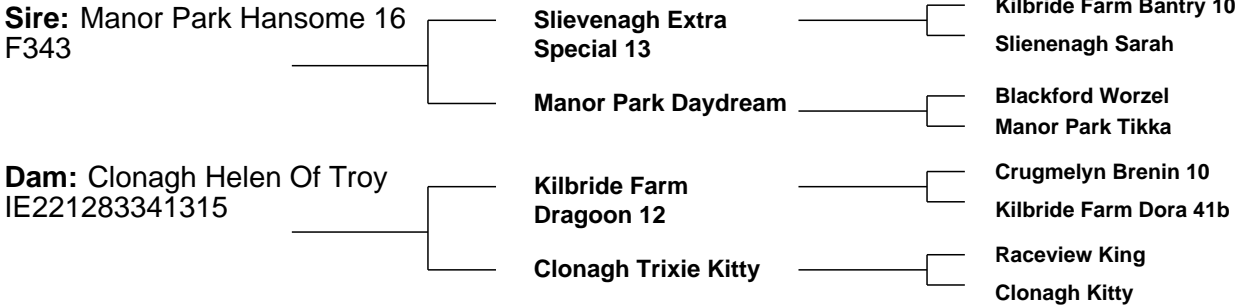 Sire: Manor Park Hansome 16
F343
Slievenagh Extra
Special 13
Kilbride Farm Bantry 10
Slienenagh Sarah
Manor Park Daydream
Blackford Worzel
Manor Park Tikka
Dam: Clonagh Helen Of Troy
IE221283341315
Kilbride Farm
Dragoon 12
Crugmelyn Brenin 10
Kilbride Farm Dora 41b
Clonagh Trixie Kitty
Raceview King
Clonagh Kitty